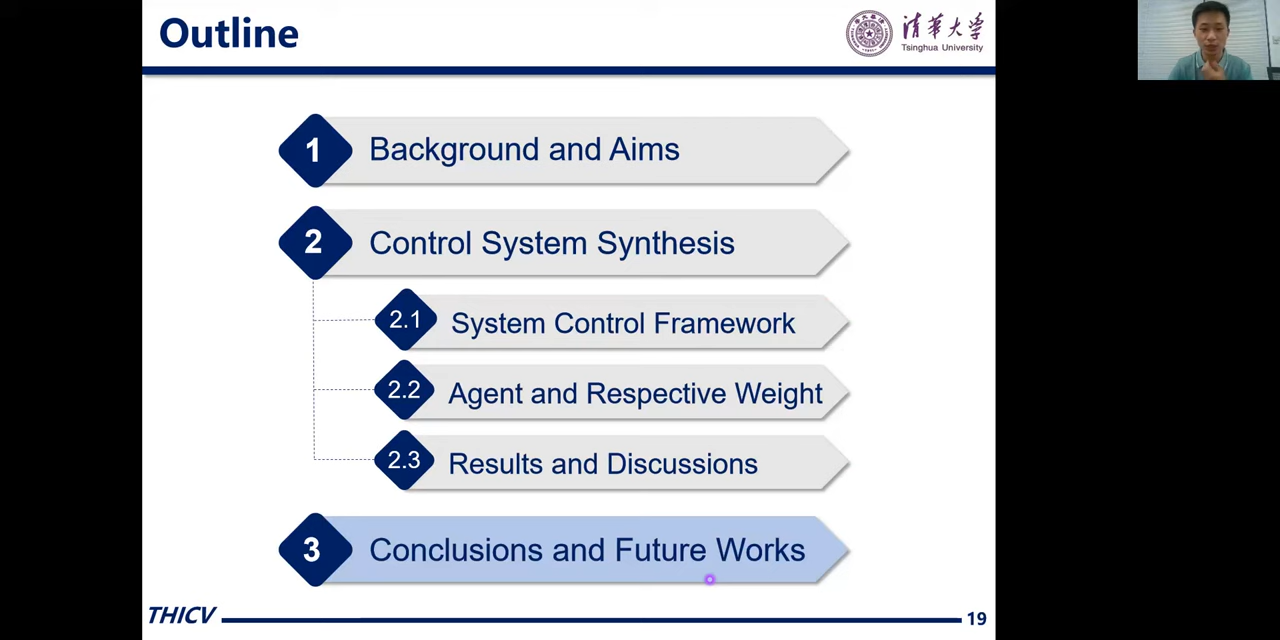 Outline
清華大学
Tsinghua University
1 Background and Aims
2 Control System Synthesis
2.1 System Control Framework
2.2 Agent and Respective Weight
2.3 Results and Discussions
3 Conclusions and Future Works
THICV
19